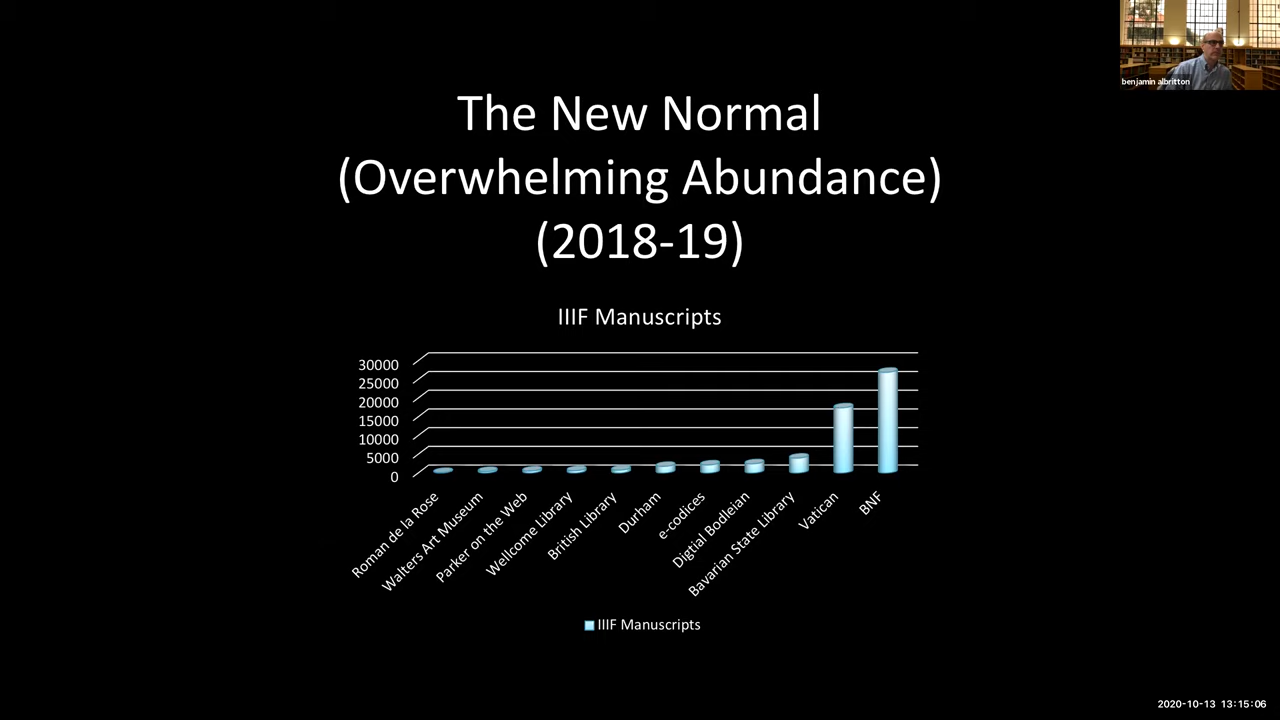 benjamin albritton
The New Normal
(Overwhelming Abundance)
(2018-19)
IIIF Manuscripts
30000
25000
20000
15000
10000
5000
0
Roman de la Rose
Walters Art Museum
Parker on the Web
Wellcome Library
British Library
Durham
e-codices
Digtial Bodleian
Bavarian State Library
Vatican
BNF
IIIF Manuscripts
2020-10-13 13:15:06